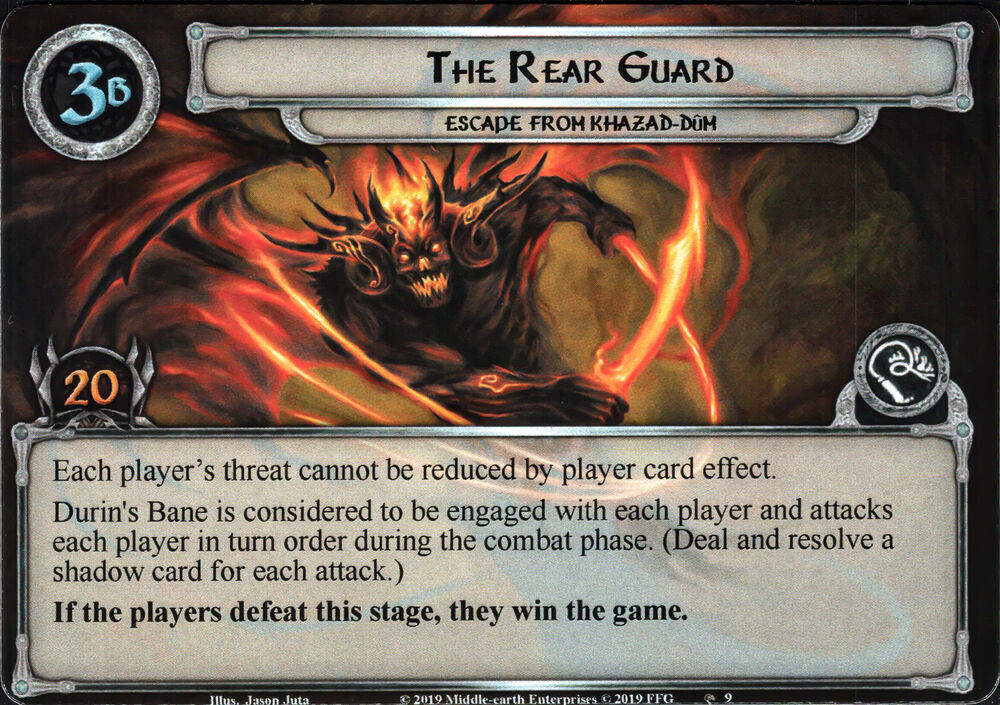 3B
THE REAR GUARD
ESCAPE FROM KHAZAD-DÛM
20
Each player's threat cannot be reduced by player card effect.
Durin's Bane is considered to be engaged with each player and attacks
each player in turn order during the combat phase. (Deal and resolve a
shadow card for each attack.)
If the players defeat this stage, they win the game.
Illus. Jason Juta © 2019 Middle-earth Enterprises © 2019 FFG 9